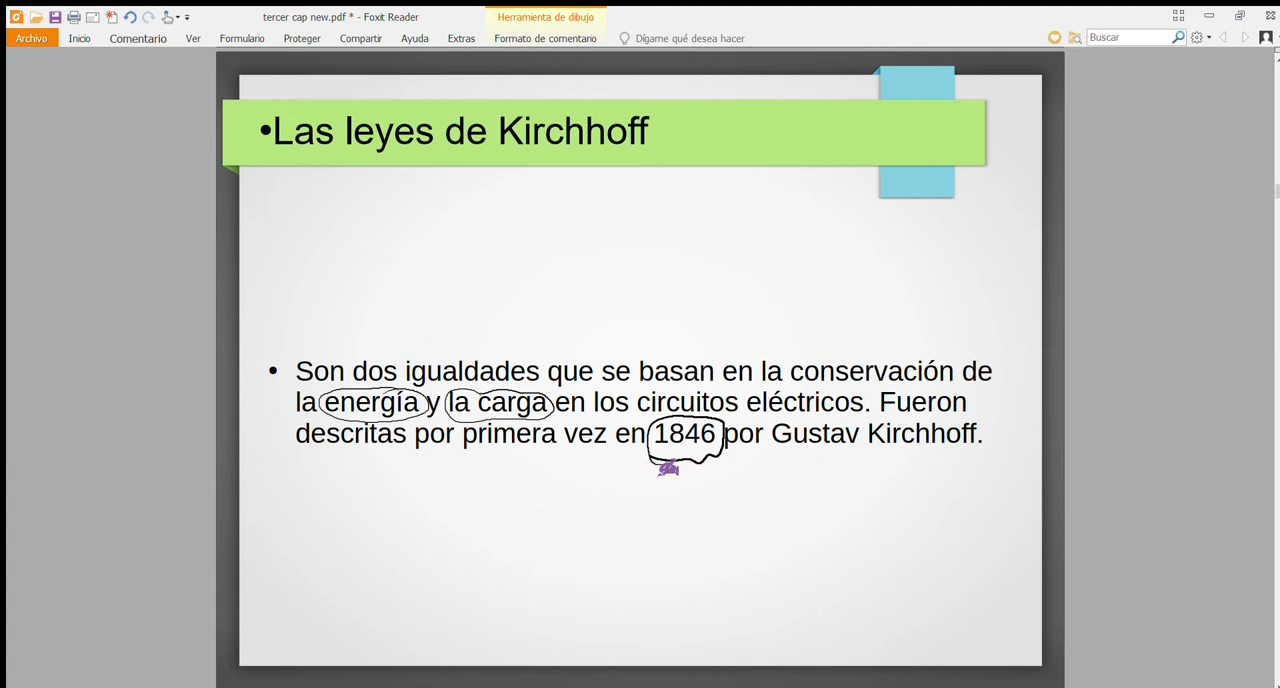 tercer cap new.pdf * - Foxit Reader
Herramienta de dibujo
Archivo Inicio Comentario Ver Formulario Proteger Compartir Ayuda Extras Formato de comentario Dígame qué desea hacer Buscar
•Las leyes de Kirchhoff
• Son dos igualdades que se basan en la conservación de
la energía y la carga en los circuitos eléctricos. Fueron
descritas por primera vez en 1846 por Gustav Kirchhoff.